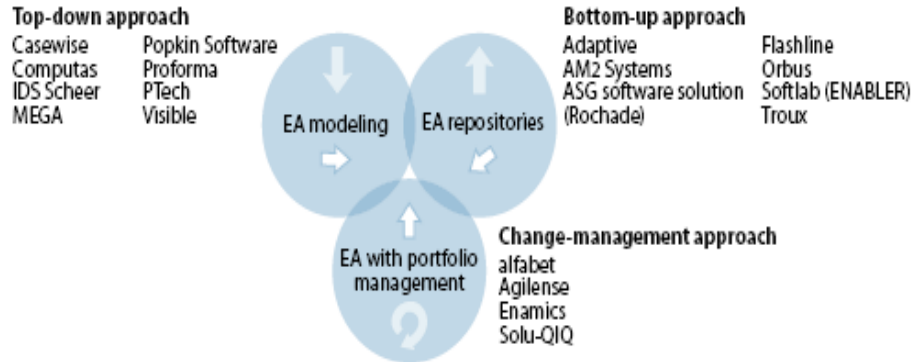 Top-down approach
Casewise Popkin Software
Computas Proforma
IDS Scheer PTech
MEGA Visible
Bottom-up approach
Adaptive Flashline
AM2 Systems Orbus
ASG software solution Softlab (ENABLER)
(Rochade) Troux
EA modeling
EA repositories
EA with portfolio
management
Change-management approach
alfabet
Agilense
Enamics
Solu-QIQ